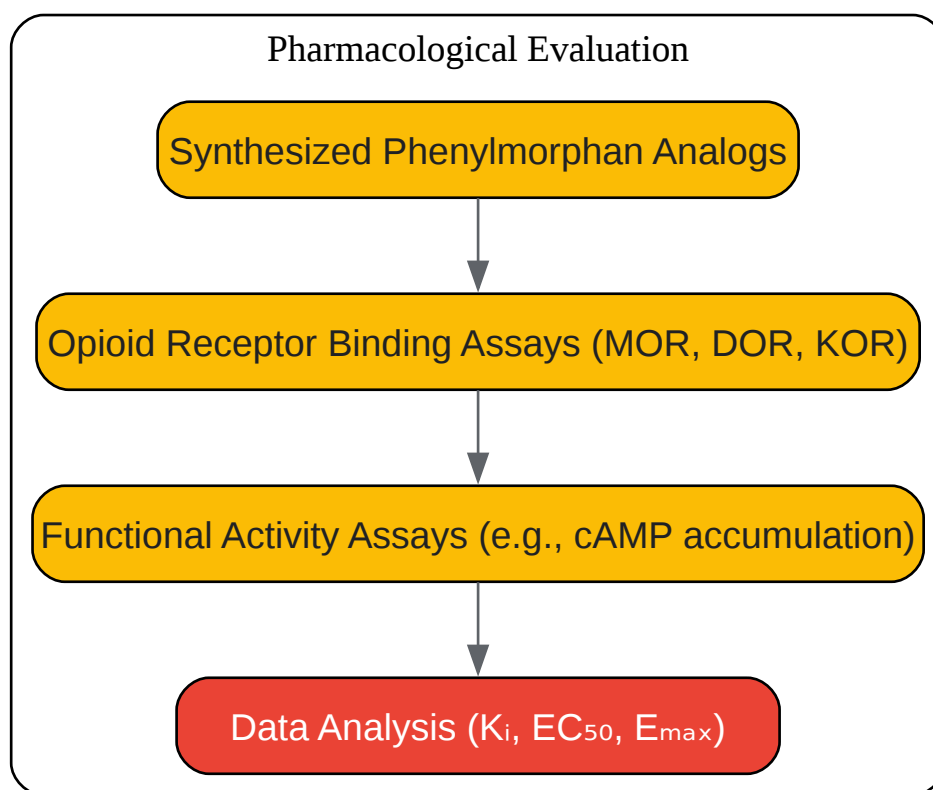 Pharmacological Evaluation
Synthesized Phenylmorphan Analogs
Opioid Receptor Binding Assays (MOR, DOR, KOR)
Functional Activity Assays (e.g., cAMP accumulation)
Data Analysis (Kᵢ, EC₅₀, Eₘₐₓ)